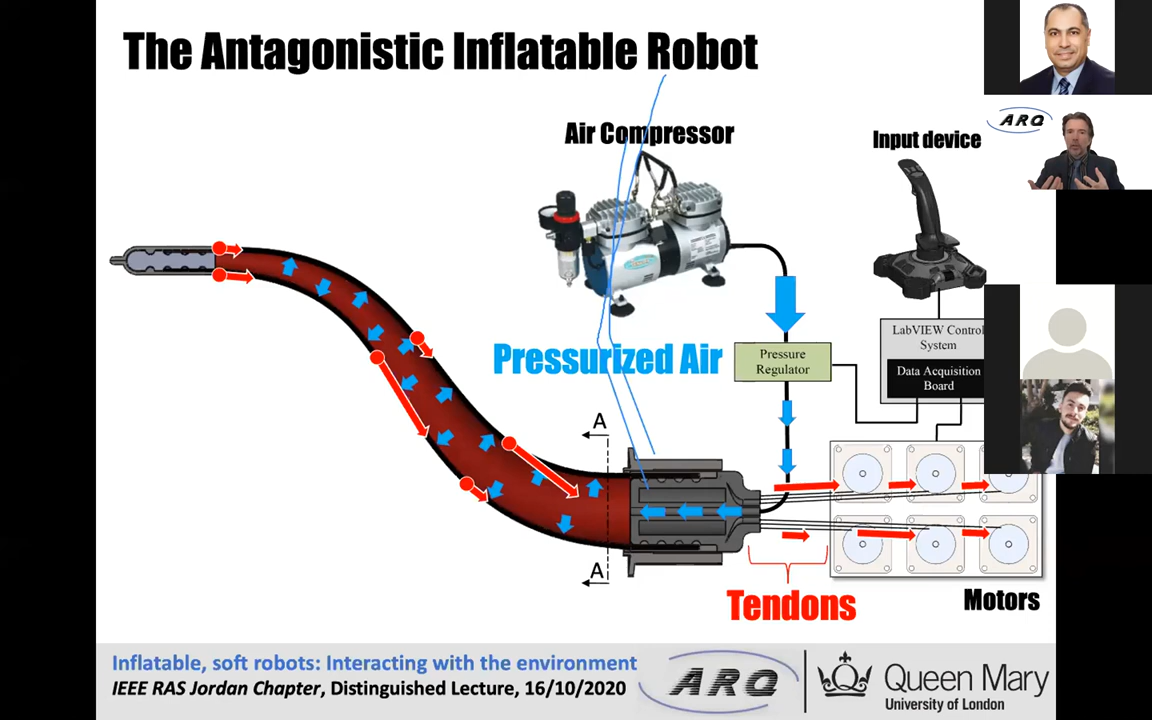 The Antagonistic Inflatable Robot
Air Compressor
Input device
ARQ
Pressurized Air
Pressure
Regulator
LabVIEW Control
System
Data Acquisition
Board
A
A
Tendons
Motors
Inflatable, soft robots: Interacting with the environment
IEEE RAS Jordan Chapter, Distinguished Lecture, 16/10/2020
ARQ
Queen Mary
University of London